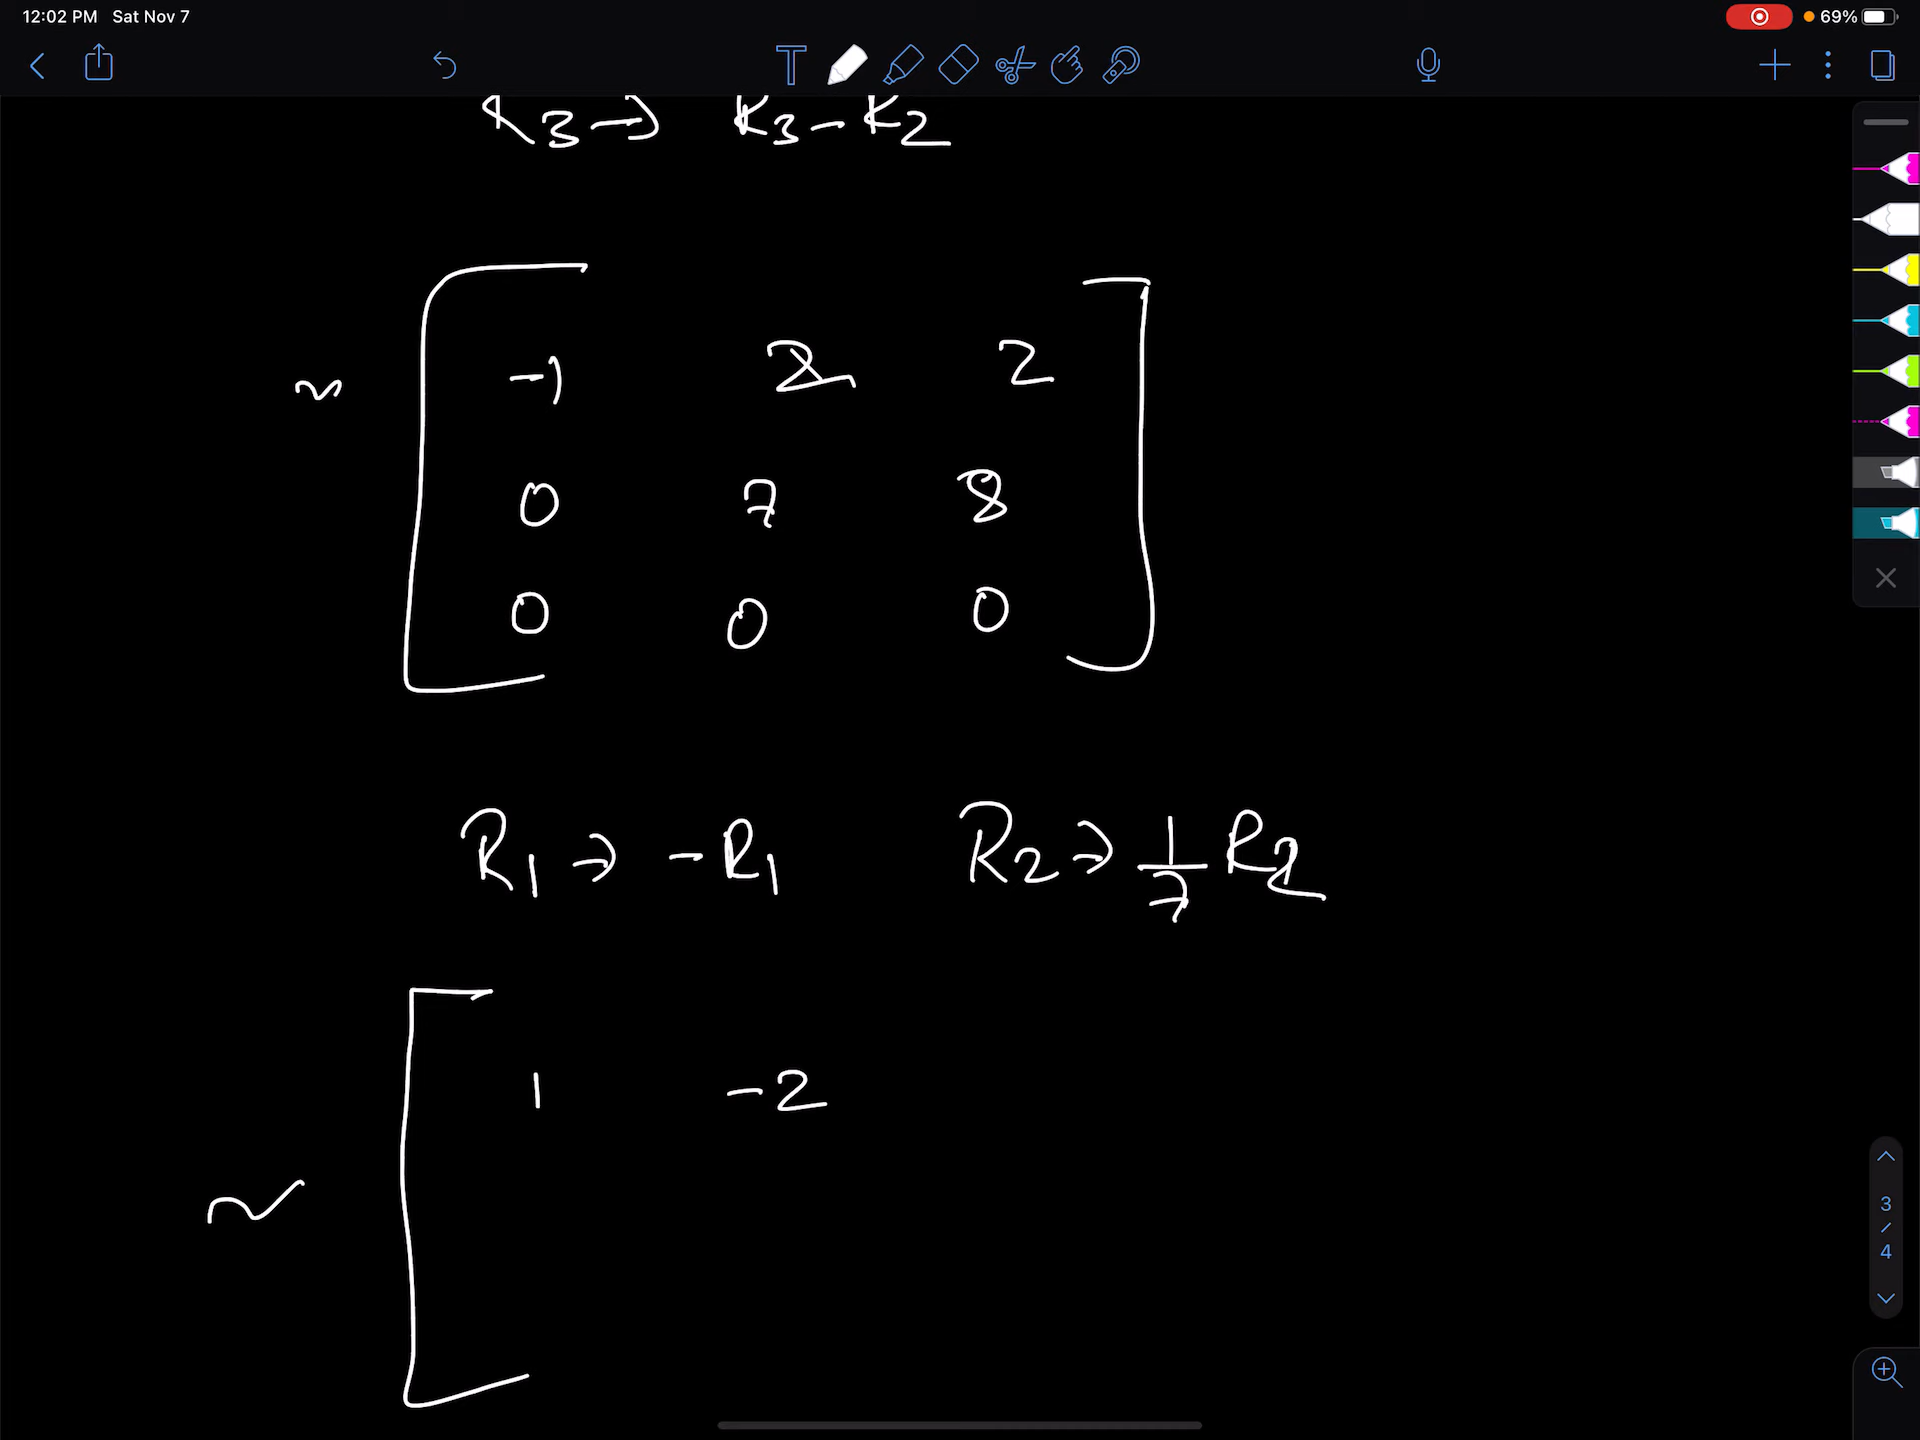 12:02 PM Sat Nov 7 69%
T
R3 → R3 - R2
~ [ -1 2 2
0 7 8
0 0 0 ]
R1 → -R1 R2 → 1/7 R2
~ [ 1 -2
3
/
4